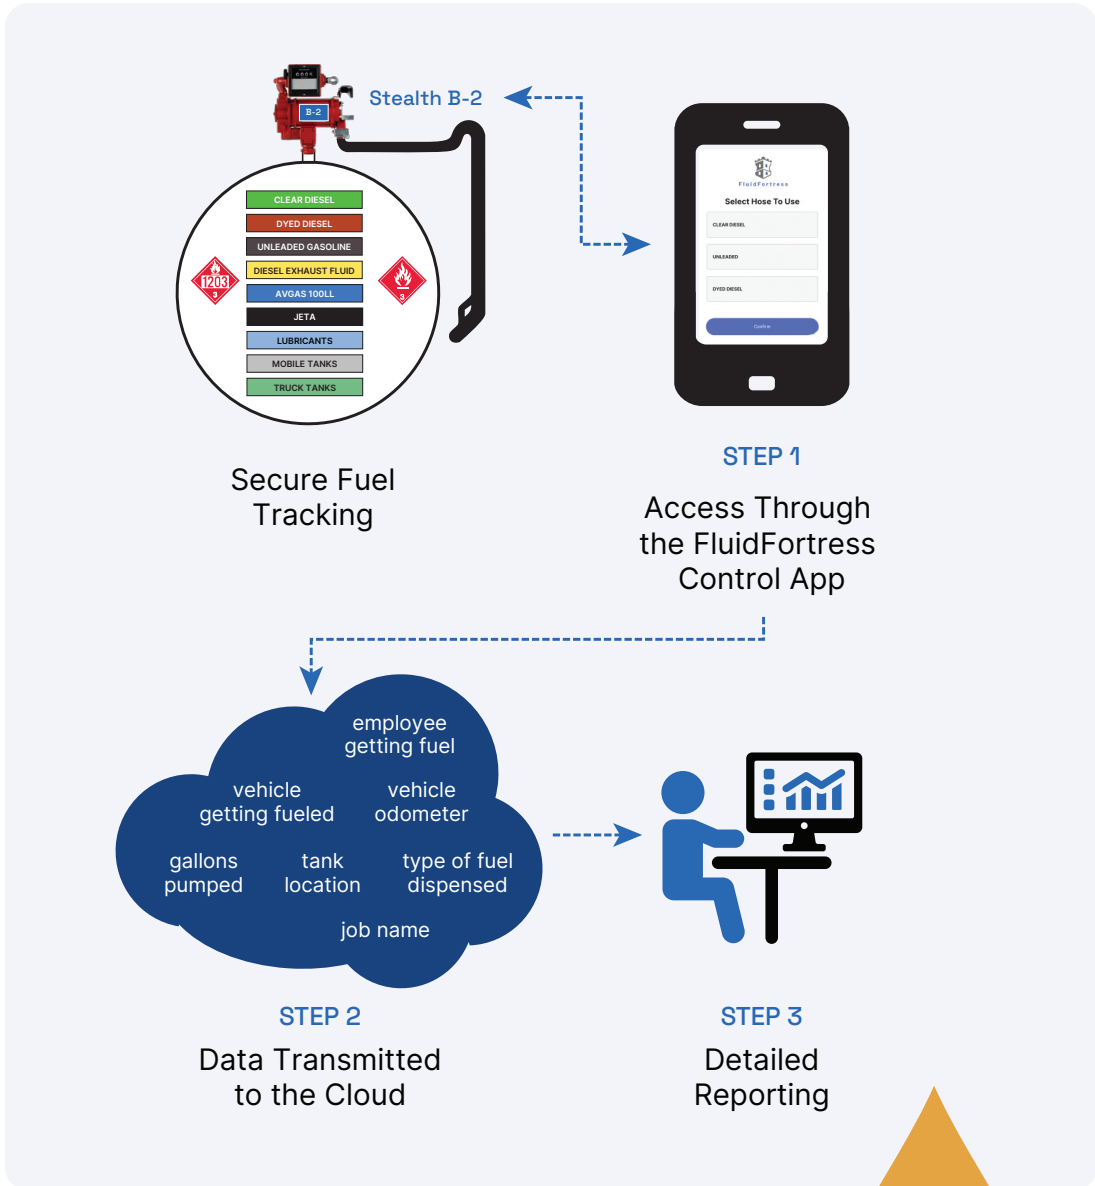 Stealth B-2
B-2
CLEAR DIESEL
DYED DIESEL
UNLEADED GASOLINE
DIESEL EXHAUST FLUID
AVGAS 100LL
JETA
LUBRICANTS
MOBILE TANKS
TRUCK TANKS
1203
3
3
Secure Fuel
Tracking
FluidFortress
Select Hose To Use
CLEAR DIESEL
UNLEADED
DYED DIESEL
Confirm
STEP 1
Access Through
the FluidFortress
Control App
employee
getting fuel
vehicle
getting fueled
vehicle
odometer
gallons
pumped
tank
location
type of fuel
dispensed
job name
STEP 2
Data Transmitted
to the Cloud
STEP 3
Detailed
Reporting